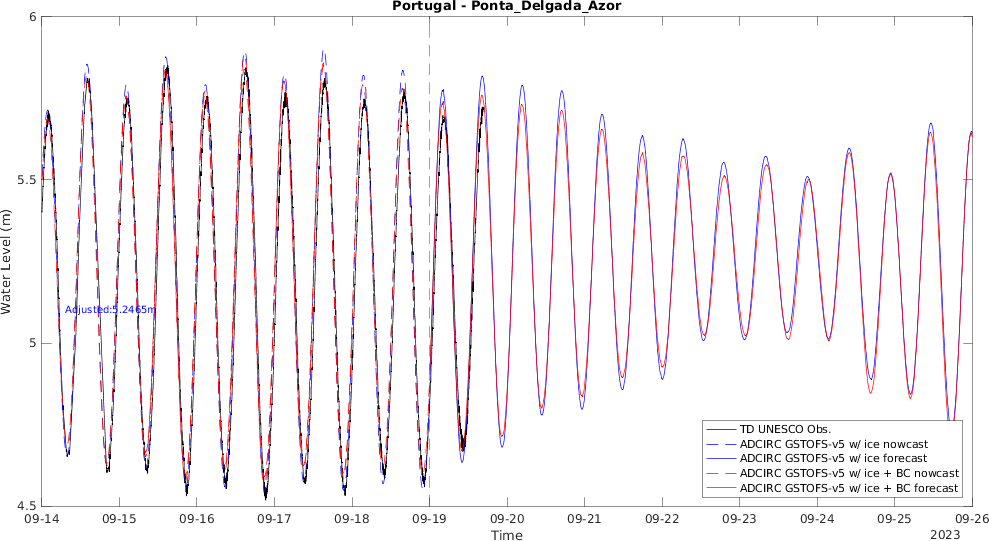 Portugal - Ponta_Delgada_Azor
6
5.5
5
4.5
Water Level (m)
Adjusted:5.2465m
TD UNESCO Obs.
ADCIRC GSTOFS-v5 w/ ice nowcast
ADCIRC GSTOFS-v5 w/ ice forecast
ADCIRC GSTOFS-v5 w/ ice + BC nowcast
ADCIRC GSTOFS-v5 w/ ice + BC forecast
09-14 09-15 09-16 09-17 09-18 09-19 09-20 09-21 09-22 09-23 09-24 09-25 09-26
Time
2023